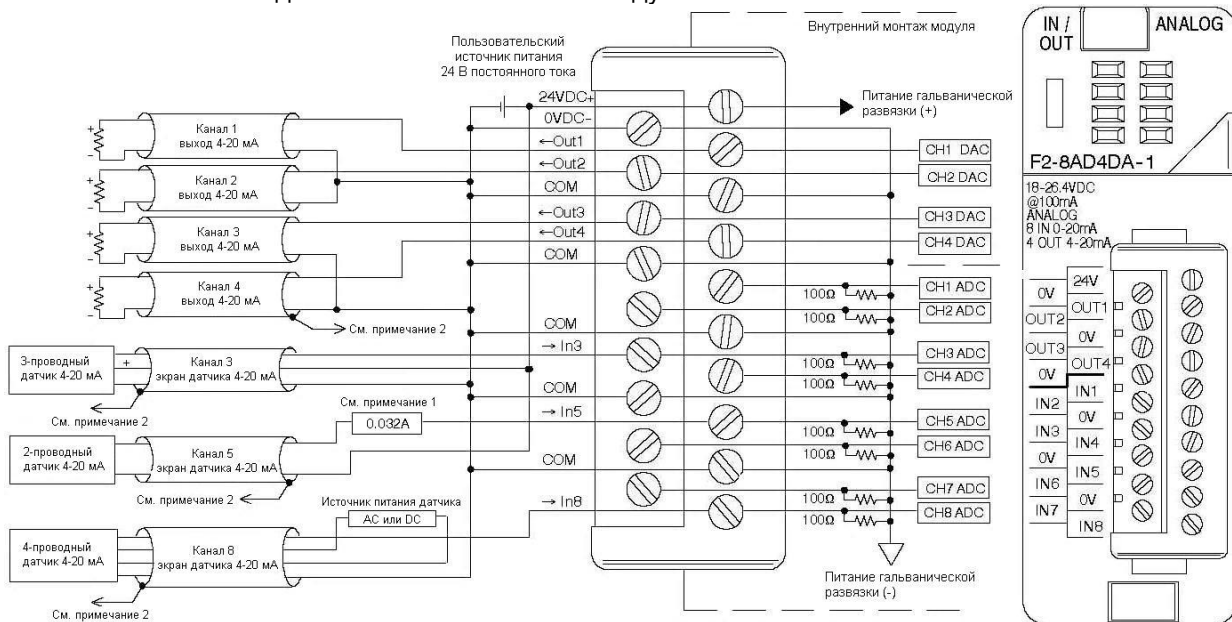 Внутренний монтаж модуля
Пользовательский
источник питания
24 В постоянного тока
24VDC+
0VDC-
←Out1
←Out2
COM
←Out3
←Out4
COM
COM
→ In3
COM
→ In5
COM
→ In8
Питание гальванической
развязки (+)
CH1 DAC
CH2 DAC
CH3 DAC
CH4 DAC
100Ω
CH1 ADC
100Ω
CH2 ADC
100Ω
CH3 ADC
100Ω
CH4 ADC
100Ω
CH5 ADC
100Ω
CH6 ADC
100Ω
CH7 ADC
100Ω
CH8 ADC
Питание гальванической
развязки (-)
+
-
Канал 1
выход 4-20 мА
+
-
Канал 2
выход 4-20 мА
+
-
Канал 3
выход 4-20 мА
+
-
Канал 4
выход 4-20 мА
См. примечание 2
3-проводный
датчик 4-20 мА
+
Канал 3
экран датчика 4-20 мА
См. примечание 2
См. примечание 1
0.032A
2-проводный
датчик 4-20 мА
Канал 5
экран датчика 4-20 мА
См. примечание 2
Источник питания датчика
AC или DC
4-проводный
датчик 4-20 мА
Канал 8
экран датчика 4-20 мА
См. примечание 2
IN /
OUT
ANALOG
F2-8AD4DA-1
18-26.4VDC
@100mA
ANALOG
8 IN 0-20mA
4 OUT 4-20mA
24V
0V
OUT1
OUT2
0V
OUT3
OUT4
0V
IN1
IN2
0V
IN3
IN4
0V
IN5
IN6
0V
IN7
IN8